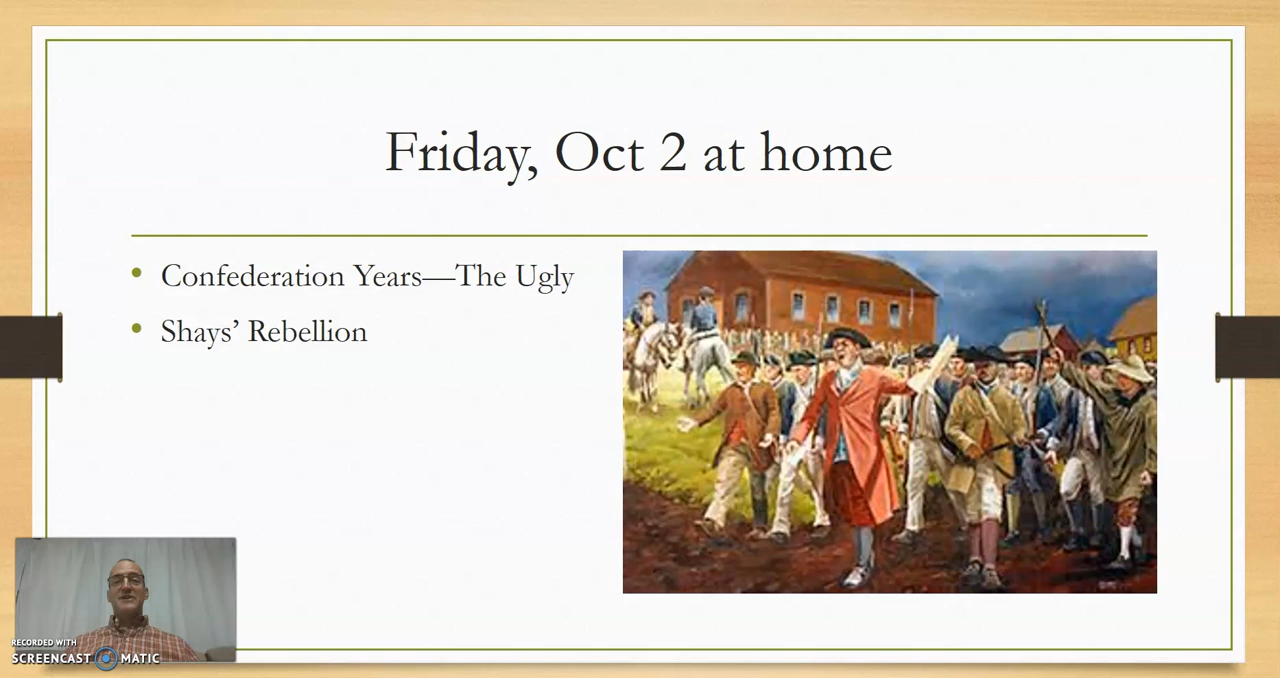 Friday, Oct 2 at home
Confederation Years—The Ugly
Shays’ Rebellion
RECORDED WITH
SCREENCAST MATIC